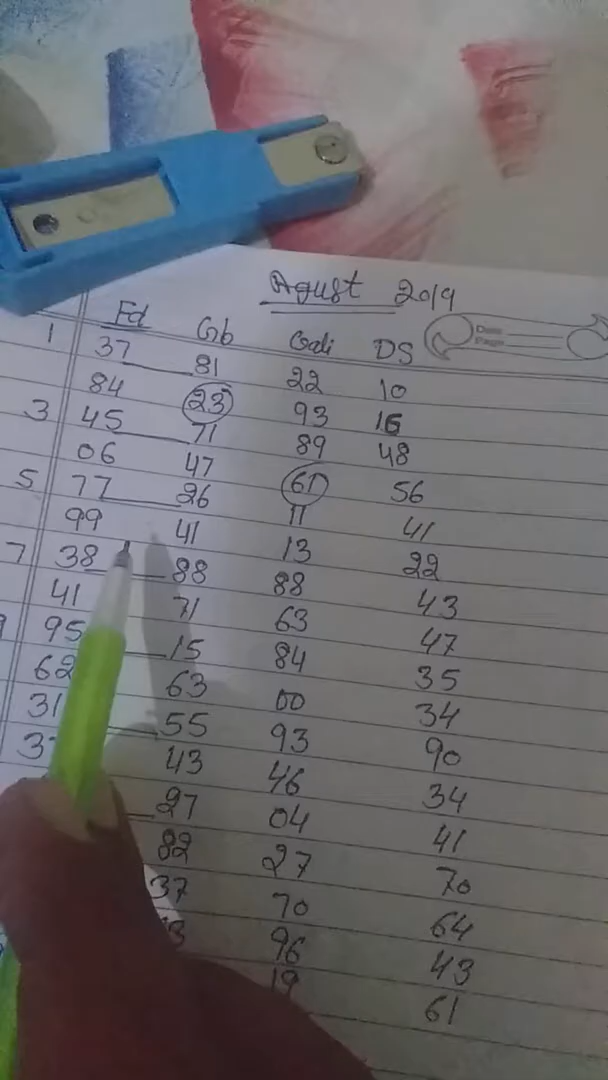 Agust 2019
Date
Page
Fd Gb Gali DS
1 37 81 22 10
84 23 93 16
3 45 71 89 48
06 47 61 56
5 77 26 11 41
99 41 13 22
7 38 88 88 43
41 71 63 47
95 15 84 35
62 63 00 34
31 55 93 90
43 46 34
27 04 41
82 27 70
37 70 64
96 43
19 61